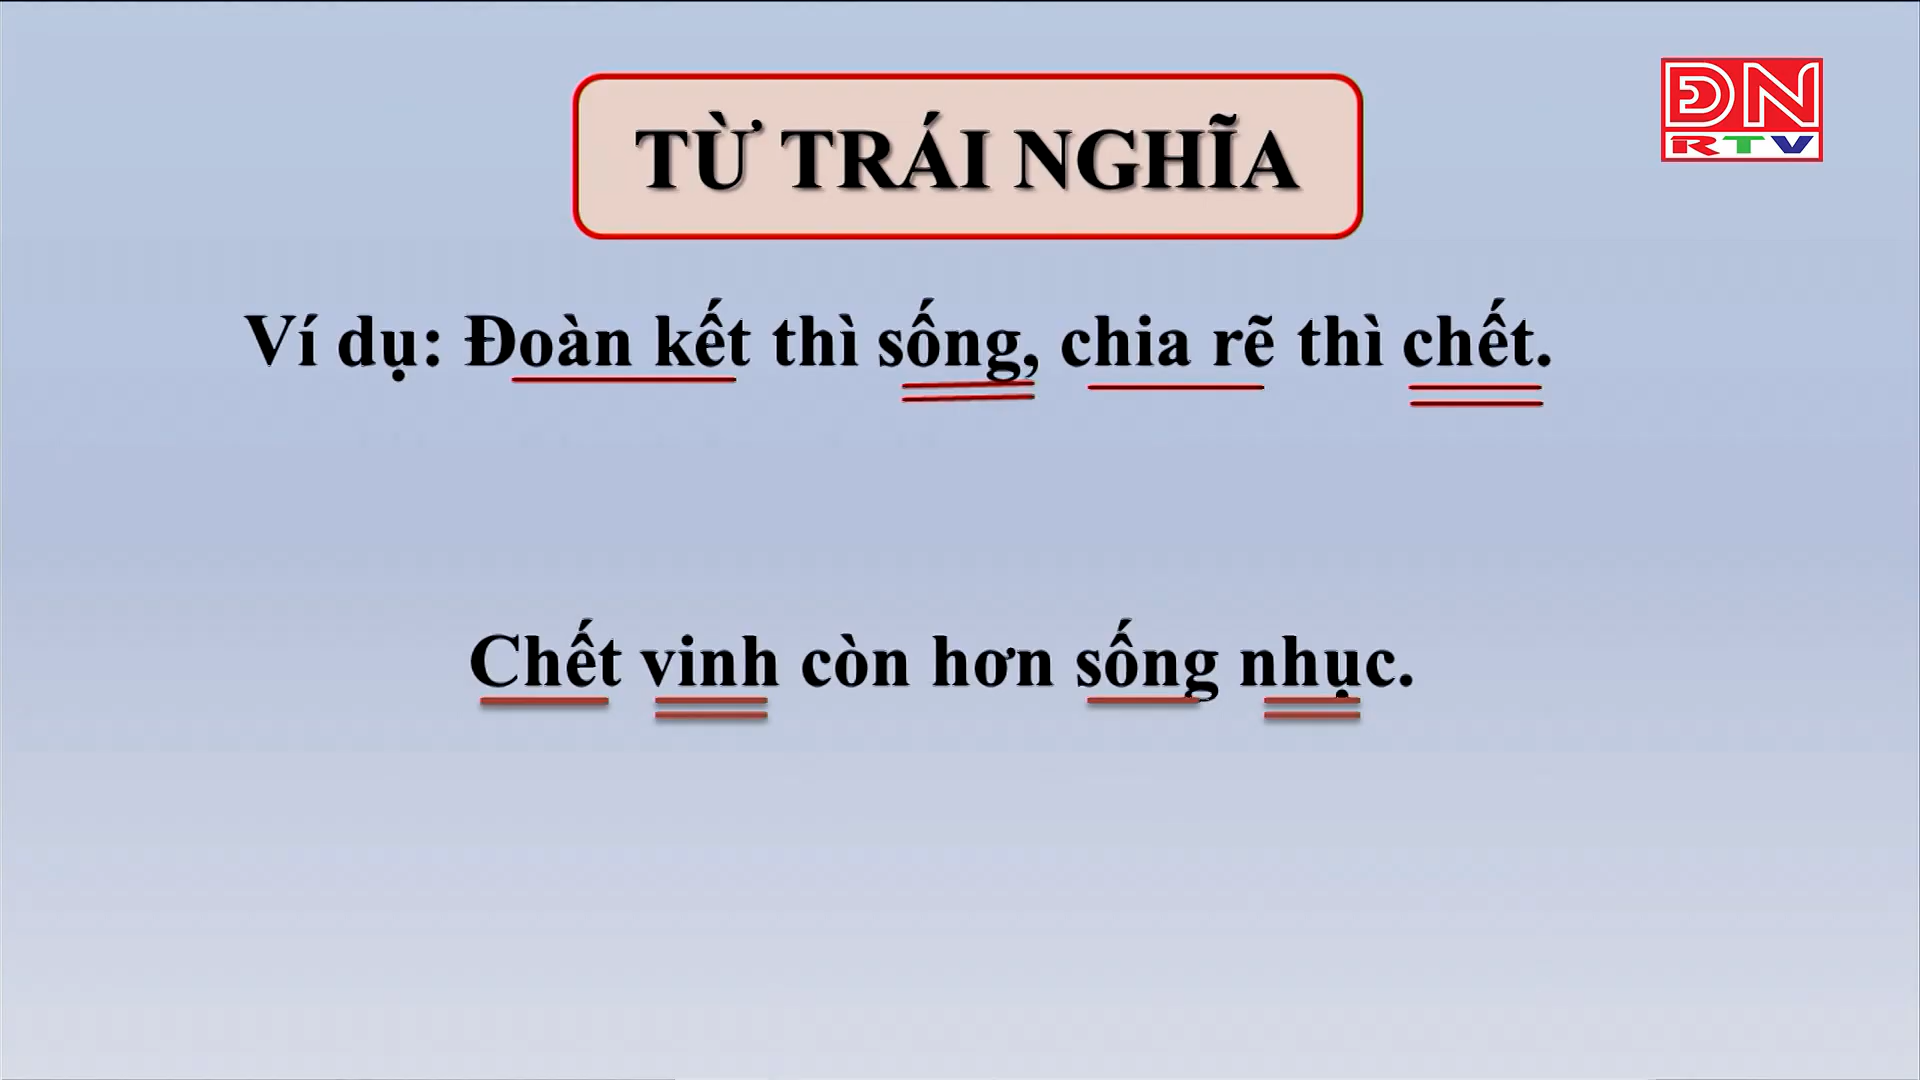 TỪ TRÁI NGHĨA
ĐN
RTV
Ví dụ: Đoàn kết thì sống, chia rẽ thì chết.
Chết vinh còn hơn sống nhục.